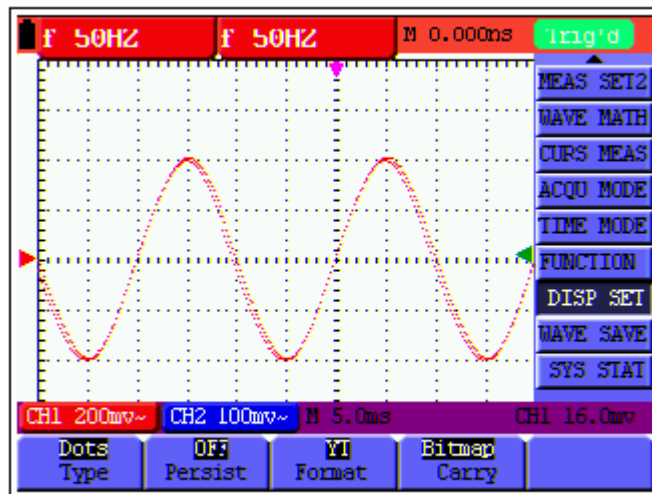 f 50HZ f 50HZ M 0.000ns Trig'd
MEAS SET2
WAVE MATH
CURS MEAS
ACQU MODE
TIME MODE
FUNCTION
DISP SET
WAVE SAVE
SYS STAT
CH1 200mv~ CH2 100mv~ M 5.0ms CH1 16.0mv
Dots OFF YT Bitmap
Type Persist Format Carry